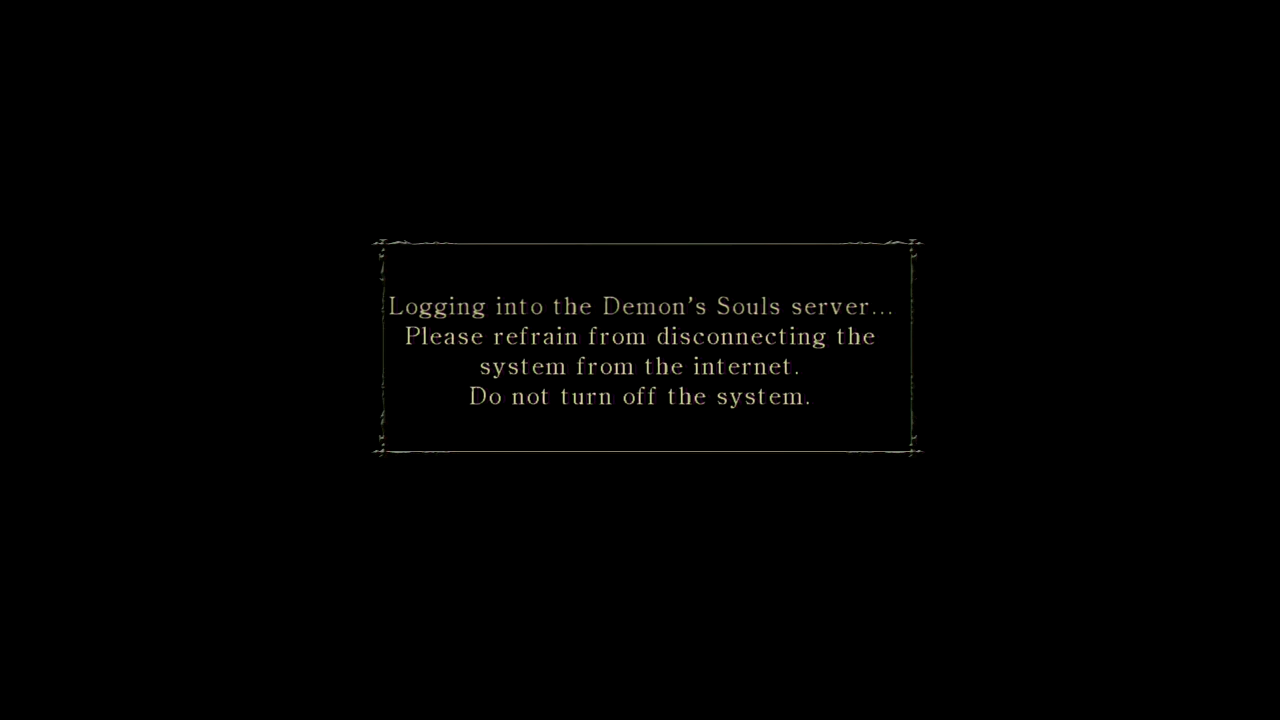 Logging into the Demon's Souls server...
Please refrain from disconnecting the
system from the internet.
Do not turn off the system.